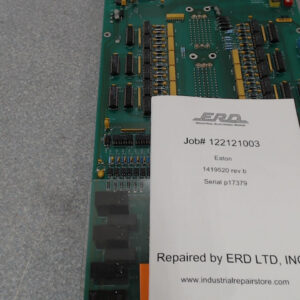 ERD
Job# 122121003
Eaton
1419520 rev b
Serial p17379
Repaired by ERD LTD, INC
www.industrialrepairstore.com